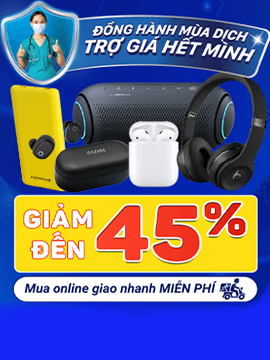 ĐỒNG HÀNH MÙA DỊCH
TRỢ GIÁ HẾT MÌNH
GIẢM
ĐẾN
45%
Mua online giao nhanh MIỄN PHÍ